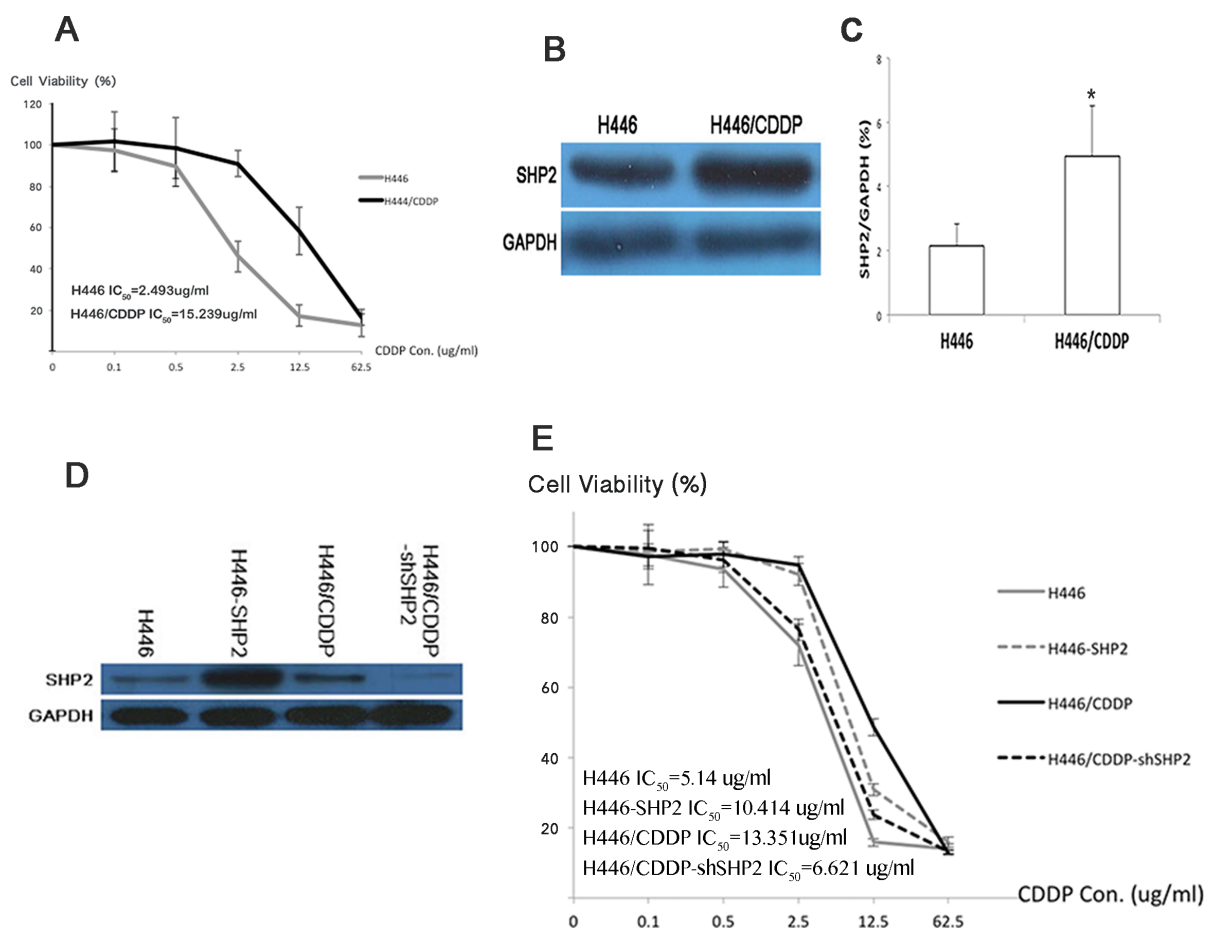 A
Cell Viability (%)
120
100
80
60
40
20
H446
H444/CDDP
H446 IC50=2.493ug/ml
H446/CDDP IC50=15.239ug/ml
CDDP Con. (ug/ml)
0 0.1 0.5 2.5 12.5 62.5
B
H446 H446/CDDP
SHP2
GAPDH
C
SHP2/GAPDH (%)
8
6
4
2
0
*
H446 H446/CDDP
D
H446
H446-SHP2
H446/CDDP
H446/CDDP
-shSHP2
SHP2
GAPDH
E
Cell Viability (%)
100
80
60
40
20
H446
H446-SHP2
H446/CDDP
H446/CDDP-shSHP2
H446 IC50=5.14 ug/ml
H446-SHP2 IC50=10.414 ug/ml
H446/CDDP IC50=13.351ug/ml
H446/CDDP-shSHP2 IC50=6.621 ug/ml
CDDP Con. (ug/ml)
0 0.1 0.5 2.5 12.5 62.5